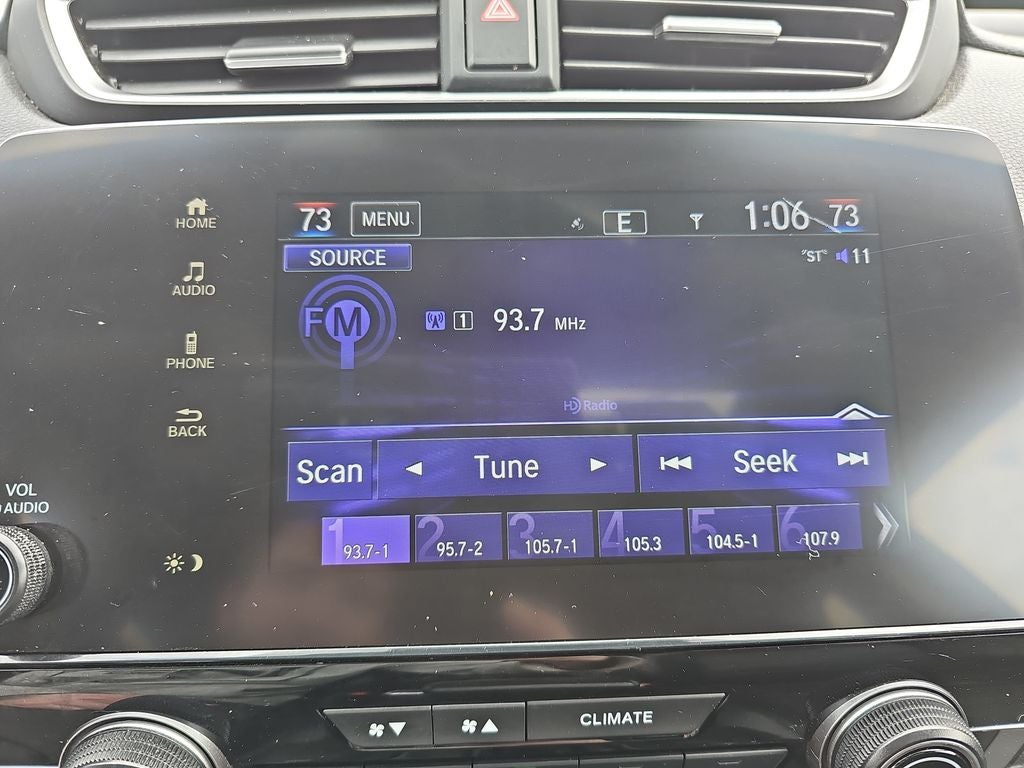 HOME
AUDIO
PHONE
BACK
VOL
AUDIO
73 MENU E 1:06 73
SOURCE
"ST" 11
FM
1 93.7 MHz
HD Radio
Scan Tune Seek
1 93.7-1
2 95.7-2
3 105.7-1
4 105.3
5 104.5-1
6 107.9
CLIMATE